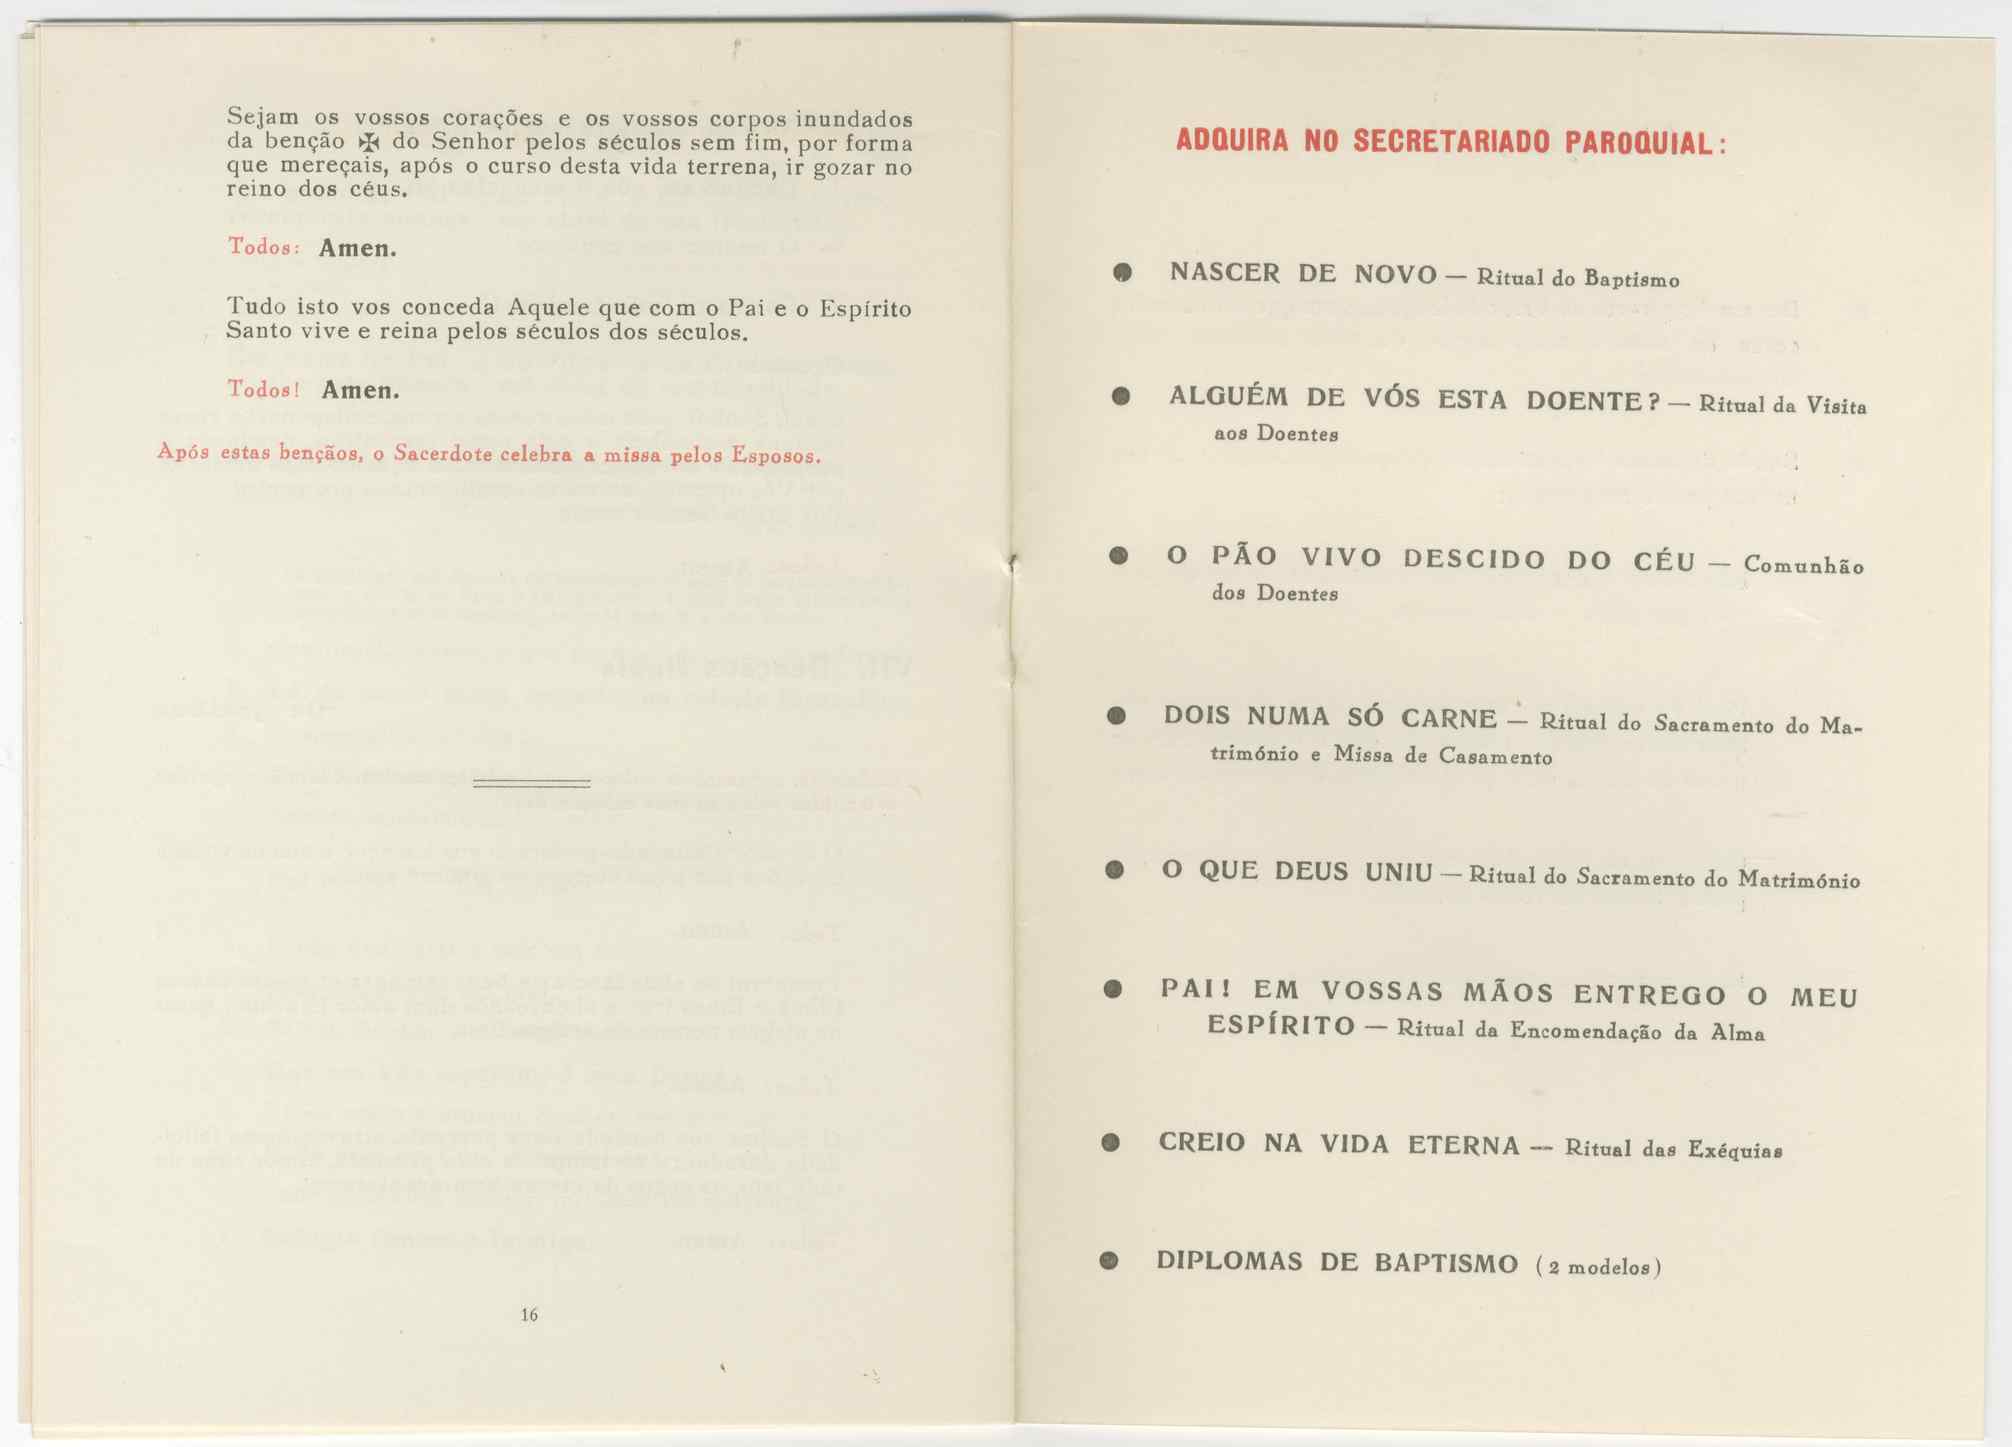 Sejam os vossos corações e os vossos corpos inundados
da benção ✠ do Senhor pelos séculos sem fim, por forma
que mereçais, após o curso desta vida terrena, ir gozar no
reino dos céus.
Todos: Amen.
Tudo isto vos conceda Aquele que com o Pai e o Espírito
Santo vive e reina pelos séculos dos séculos.
Todos! Amen.
Após estas bençãos, o Sacerdote celebra a missa pelos Esposos.
16
ADQUIRA NO SECRETARIADO PAROQUIAL:
● NASCER DE NOVO — Ritual do Baptismo
● ALGUÉM DE VÓS ESTA DOENTE? — Ritual da Visita
aos Doentes
● O PÃO VIVO DESCIDO DO CÉU — Comunhão
dos Doentes
● DOIS NUMA SÓ CARNE — Ritual do Sacramento do Ma-
trimónio e Missa de Casamento
● O QUE DEUS UNIU — Ritual do Sacramento do Matrimónio
● PAI! EM VOSSAS MÃOS ENTREGO O MEU
ESPÍRITO — Ritual da Encomendação da Alma
● CREIO NA VIDA ETERNA — Ritual das Exéquias
● DIPLOMAS DE BAPTISMO (2 modelos)